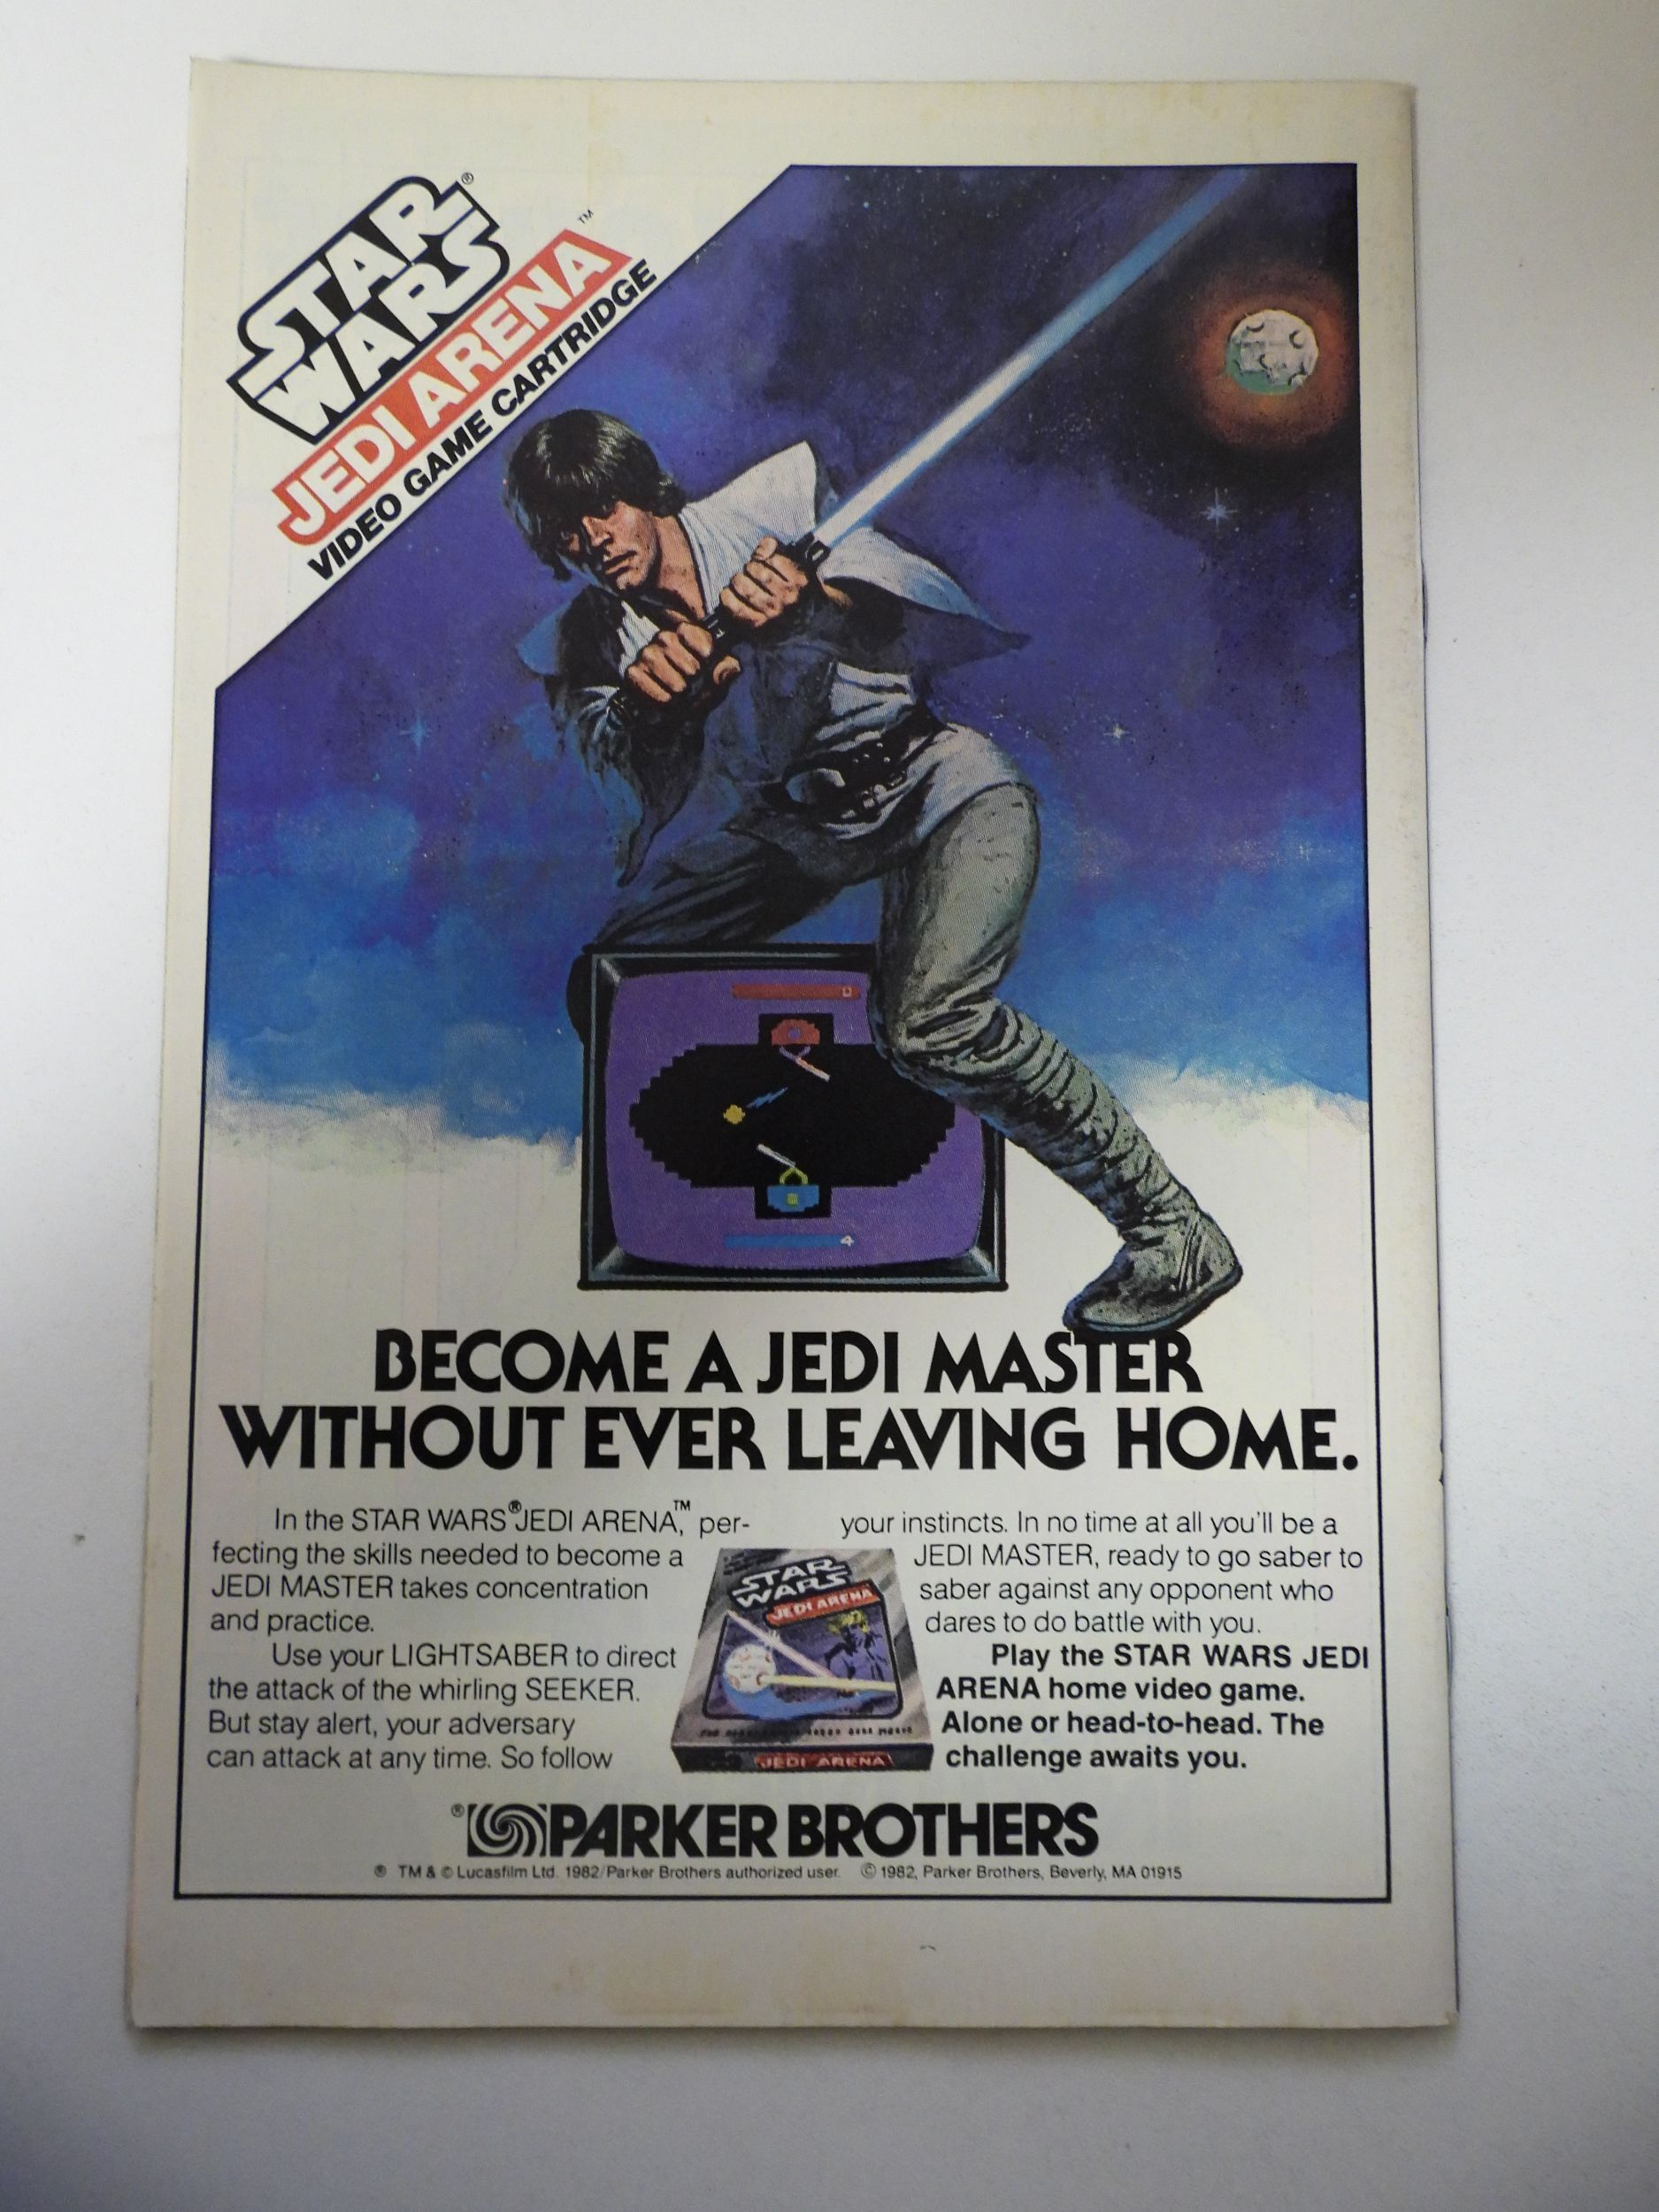 STAR
WARS®
JEDI ARENA™
VIDEO GAME CARTRIDGE
0
4
BECOME A JEDI MASTER
WITHOUT EVER LEAVING HOME.
In the STAR WARS® JEDI ARENA,™ per-
fecting the skills needed to become a
JEDI MASTER takes concentration
and practice.
Use your LIGHTSABER to direct
the attack of the whirling SEEKER.
But stay alert, your adversary
can attack at any time. So follow
your instincts. In no time at all you'll be a
JEDI MASTER, ready to go saber to
saber against any opponent who
dares to do battle with you.
Play the STAR WARS JEDI
ARENA home video game.
Alone or head-to-head. The
challenge awaits you.
STAR
WARS
JEDI ARENA
JEDI ARENA
® PARKER BROTHERS
® TM & © Lucasfilm Ltd. 1982/Parker Brothers authorized user. © 1982, Parker Brothers, Beverly, MA 01915